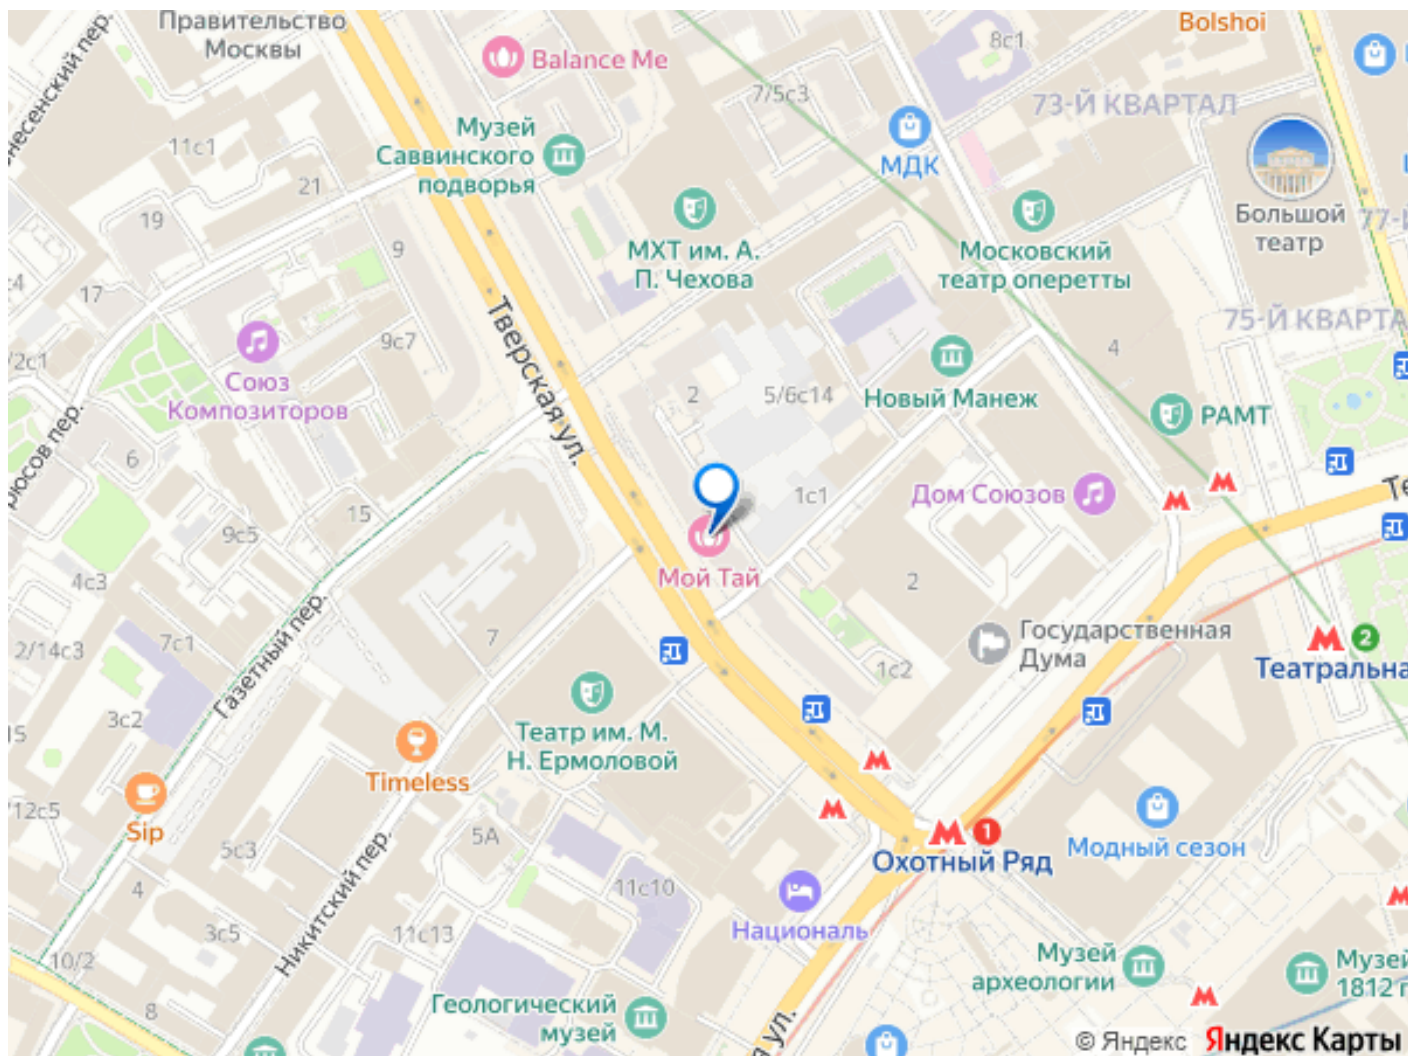 Правительство
Москвы
Bolshoi
Balance Me
8с1
7/5с3
73-Й КВАРТАЛ
11с1
Музей
Саввинского
подворья
МДК
21
19
9
МХТ им. А.
П. Чехова
Московский
театр оперетты
Большой
театр
17
9с7
Тверская ул.
75-Й КВАРТА
4
Союз
Композиторов
2
5/6с14
Новый Манеж
РАМТ
6
15
9с5
1с1
Дом Союзов
4с3
Мой Тай
2
7
7с1
2/14с3
Газетный пер.
Государственная
Дума
1с2
2
Театральна
3с2
Театр им. М.
Н. Ермоловой
Timeless
Sip
5А
1
Охотный Ряд
Модный сезон
5с3
4
Никитский пер.
11с10
Националь
3с5
11с13
10/2
8
Музей
археологии
Музей
1812 г
Геологический
музей
© Яндекс Яндекс Карты